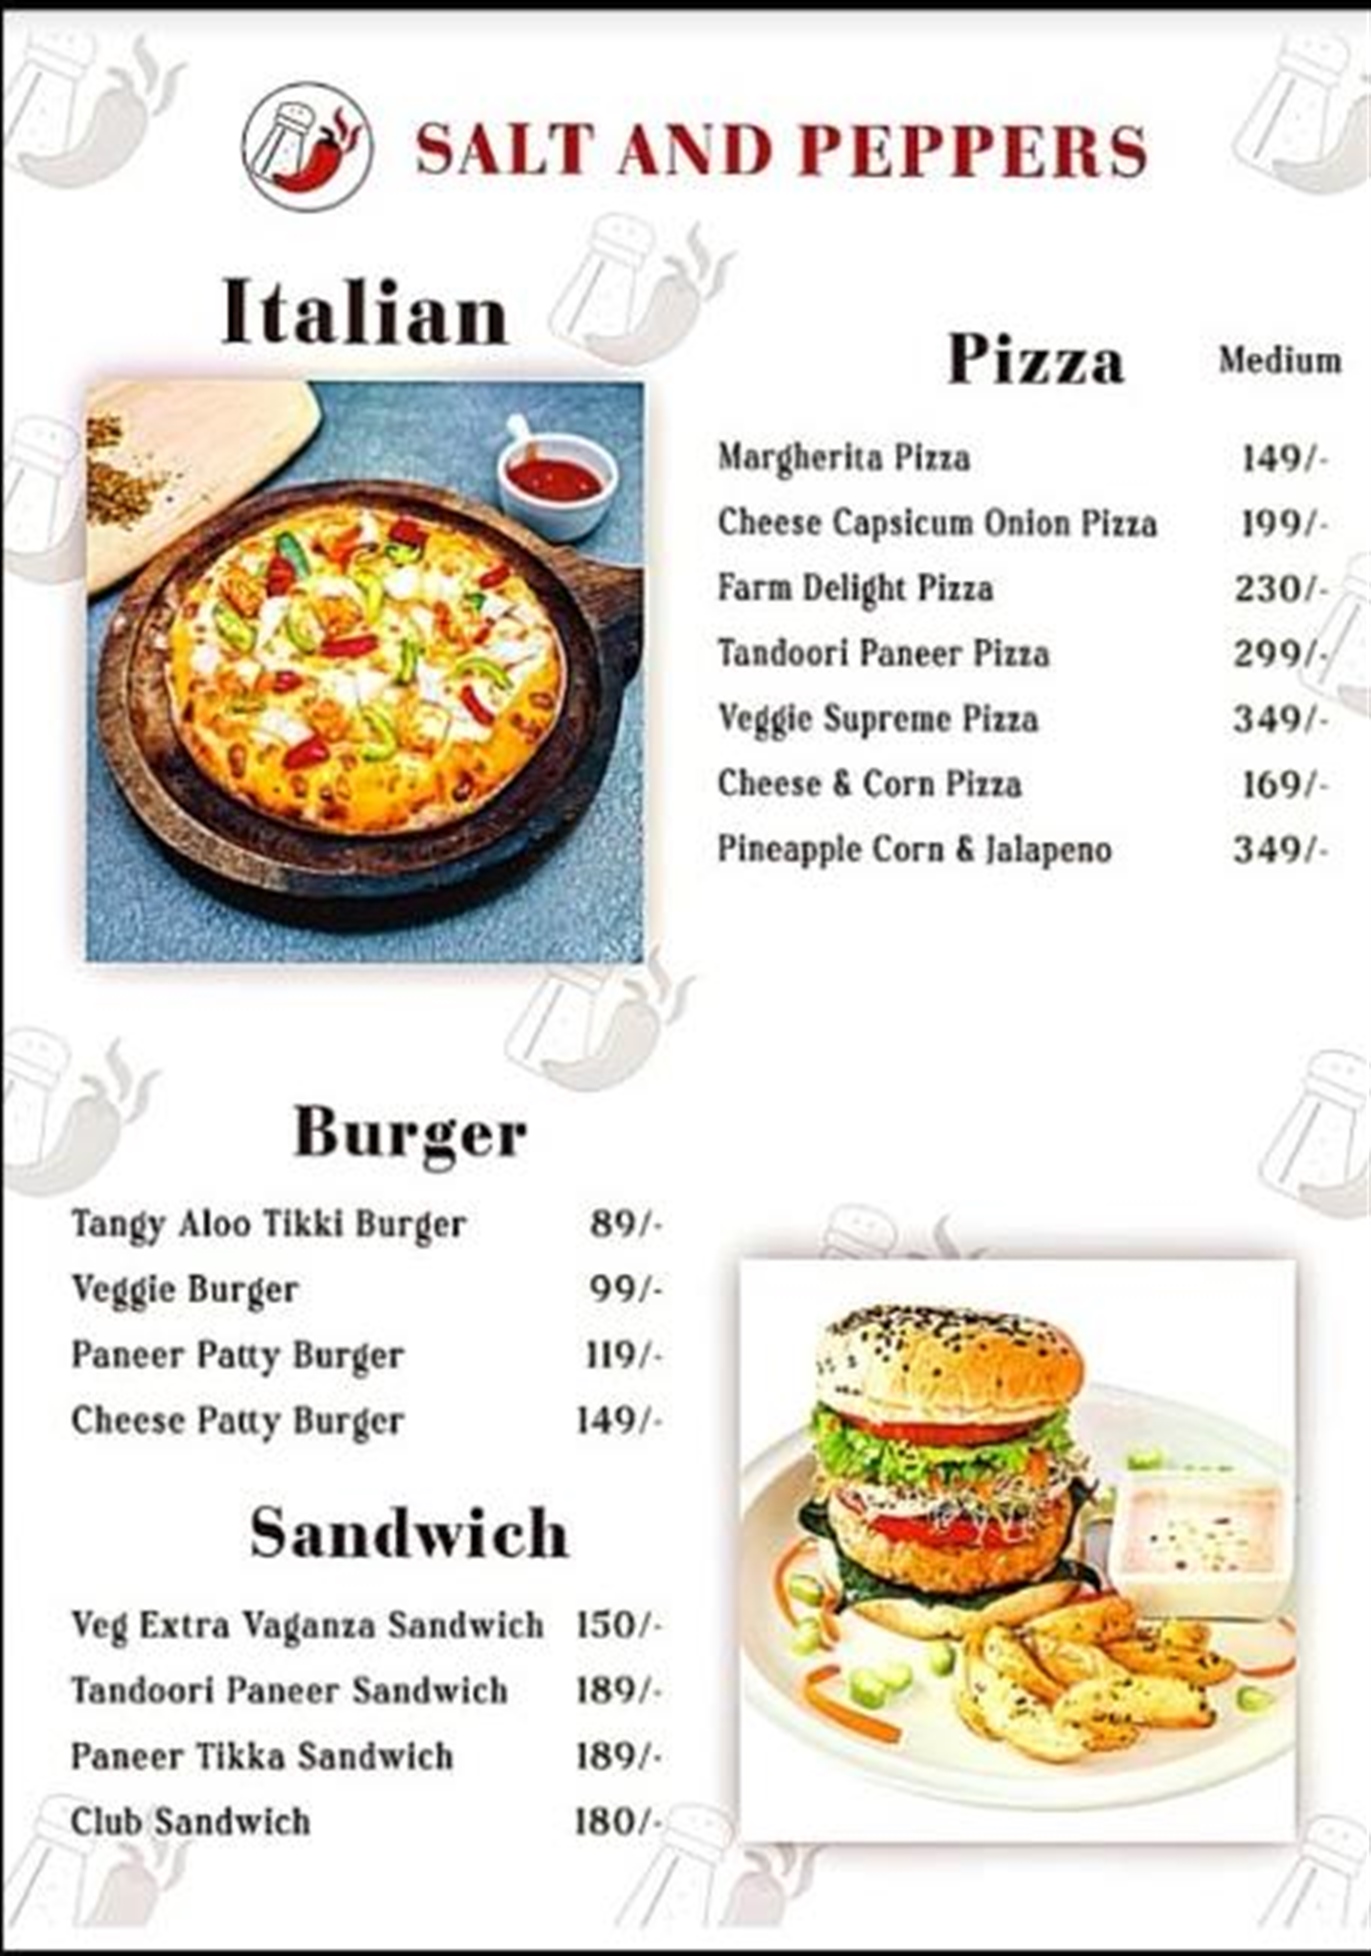 SALT AND PEPPERS
Italian
Pizza Medium
Margherita Pizza 149/-
Cheese Capsicum Onion Pizza 199/-
Farm Delight Pizza 230/-
Tandoori Paneer Pizza 299/-
Veggie Supreme Pizza 349/-
Cheese & Corn Pizza 169/-
Pineapple Corn & Jalapeno 349/-
Burger
Tangy Aloo Tikki Burger 89/-
Veggie Burger 99/-
Paneer Patty Burger 119/-
Cheese Patty Burger 149/-
Sandwich
Veg Extra Vaganza Sandwich 150/-
Tandoori Paneer Sandwich 189/-
Paneer Tikka Sandwich 189/-
Club Sandwich 180/-